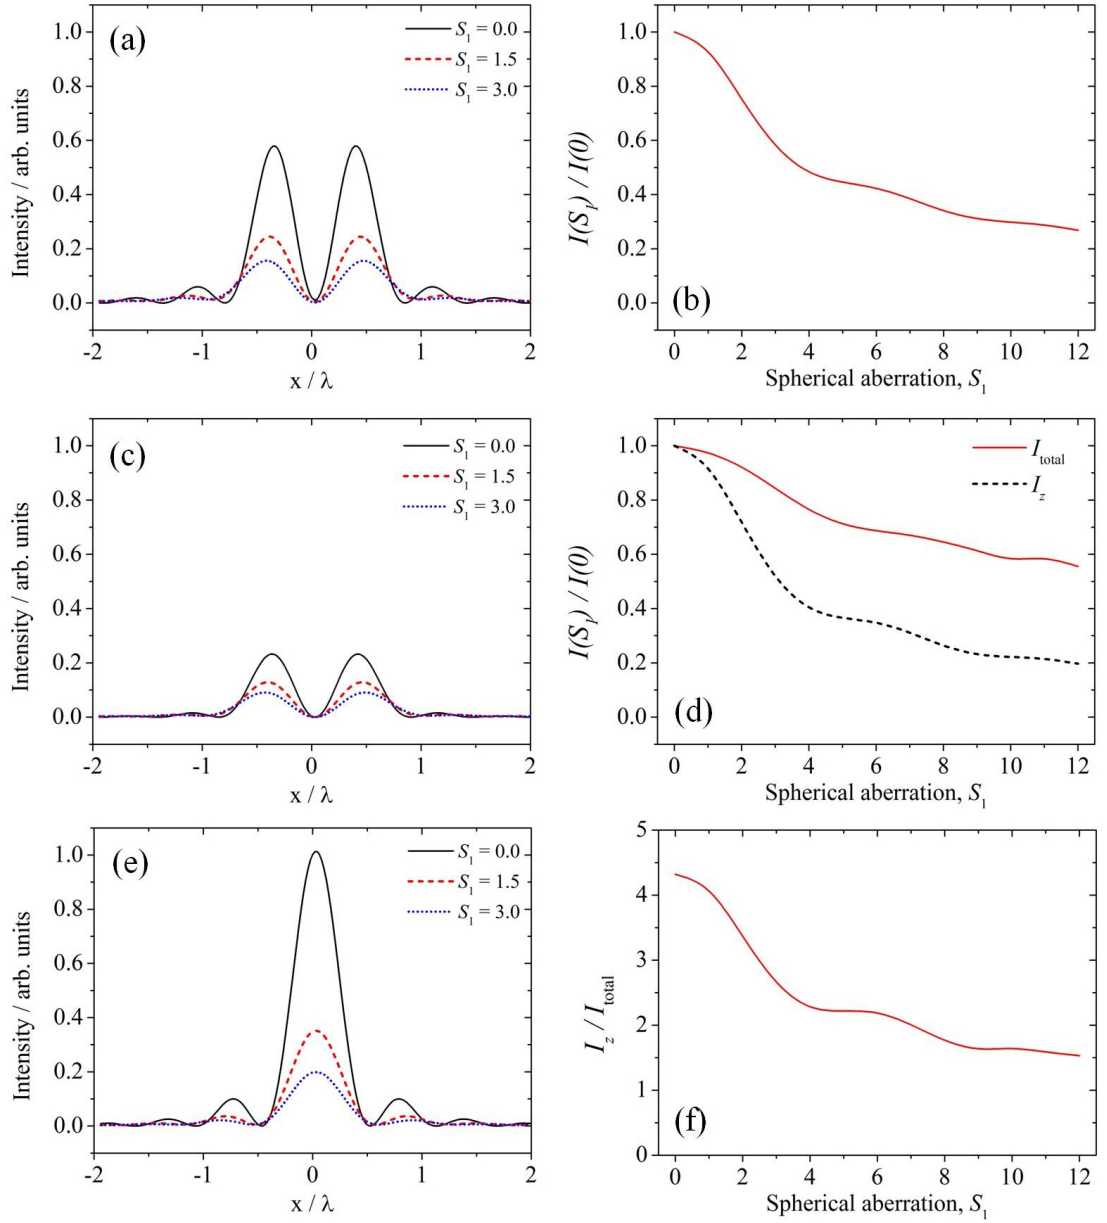 (a)
S₁ = 0.0
S₁ = 1.5
S₁ = 3.0
Intensity / arb. units
1.0
0.8
0.6
0.4
0.2
0.0
-2 -1 0 1 2
x / λ
(b)
I(S₁) / I(0)
1.0
0.8
0.6
0.4
0.2
0.0
0 2 4 6 8 10 12
Spherical aberration, S₁
(c)
S₁ = 0.0
S₁ = 1.5
S₁ = 3.0
Intensity / arb. units
1.0
0.8
0.6
0.4
0.2
0.0
-2 -1 0 1 2
x / λ
(d)
I_total
I_z
I(S₁) / I(0)
1.0
0.8
0.6
0.4
0.2
0.0
0 2 4 6 8 10 12
Spherical aberration, S₁
(e)
S₁ = 0.0
S₁ = 1.5
S₁ = 3.0
Intensity / arb. units
1.0
0.8
0.6
0.4
0.2
0.0
-2 -1 0 1 2
x / λ
(f)
I_z / I_total
5
4
3
2
1
0
0 2 4 6 8 10 12
Spherical aberration, S₁